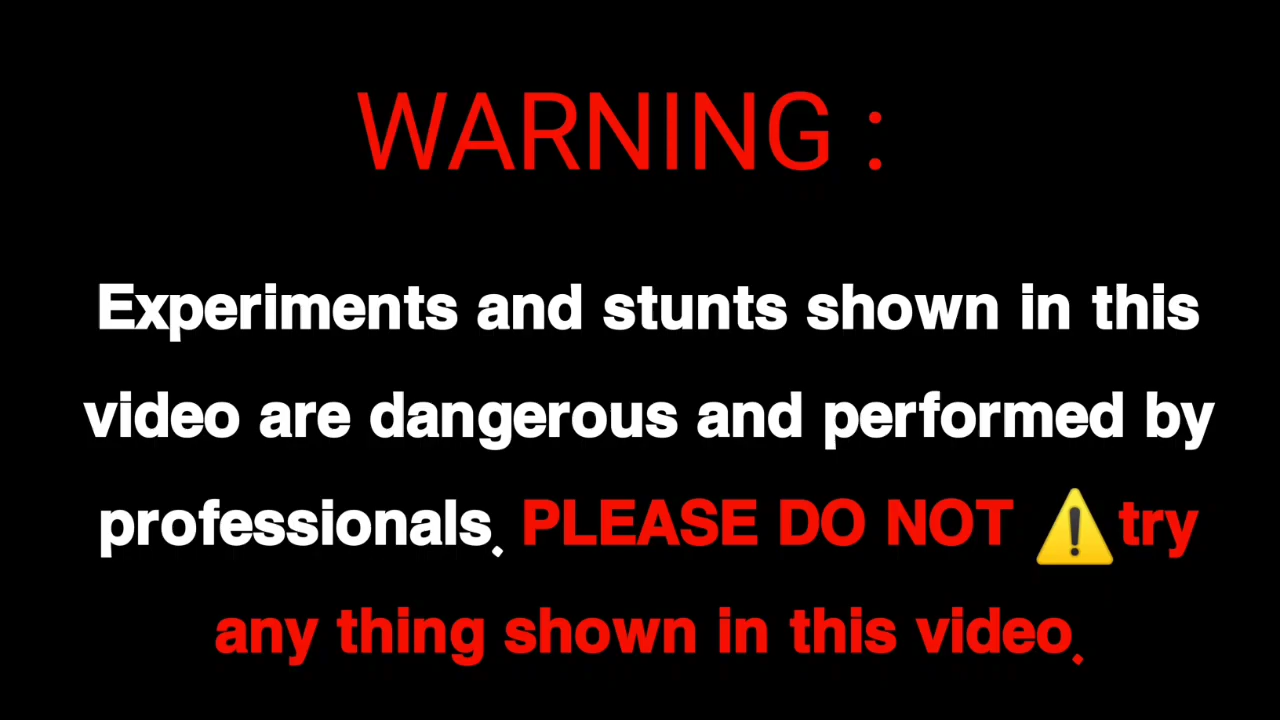 WARNING :
Experiments and stunts shown in this
video are dangerous and performed by
professionals. PLEASE DO NOT ⚠️try
any thing shown in this video.